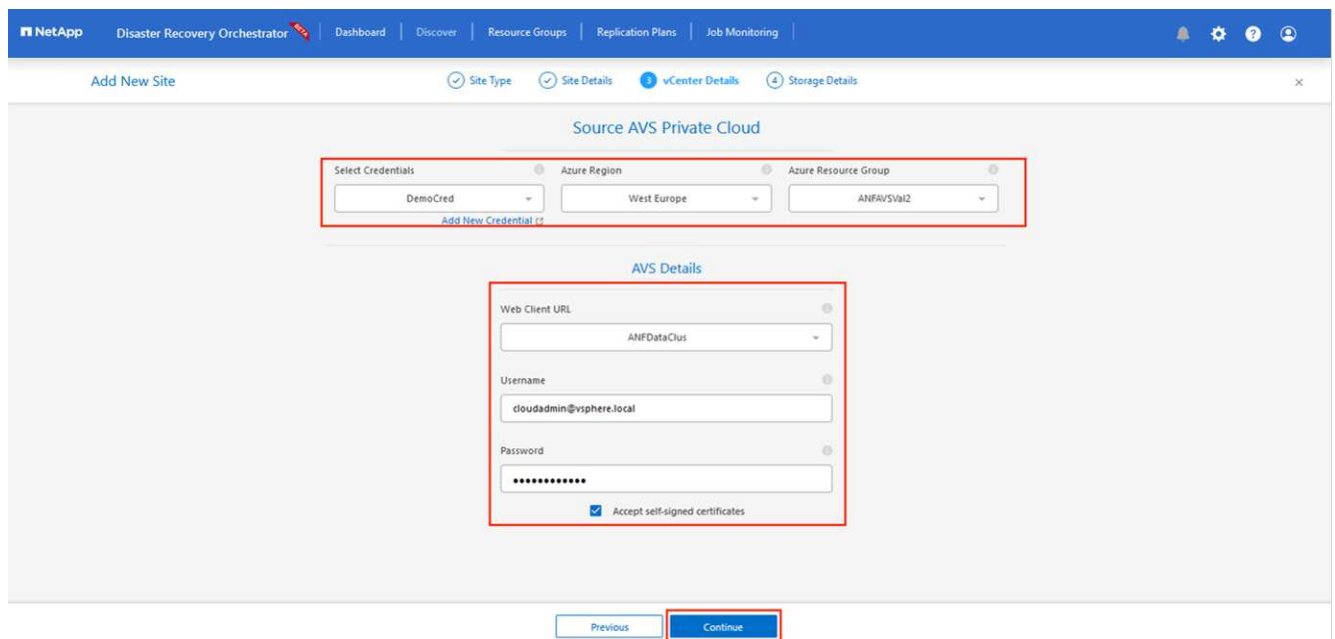 NetApp Disaster Recovery Orchestrator Dashboard Discover Resource Groups Replication Plans Job Monitoring
Add New Site Site Type Site Details 3 vCenter Details 4 Storage Details
Source AVS Private Cloud
Select Credentials Azure Region Azure Resource Group
DemoCred West Europe ANFAVSVal2
Add New Credential
AVS Details
Web Client URL
ANFDataClus
Username
cloudadmin@vsphere.local
Password
••••••••••••
Accept self-signed certificates
Previous Continue